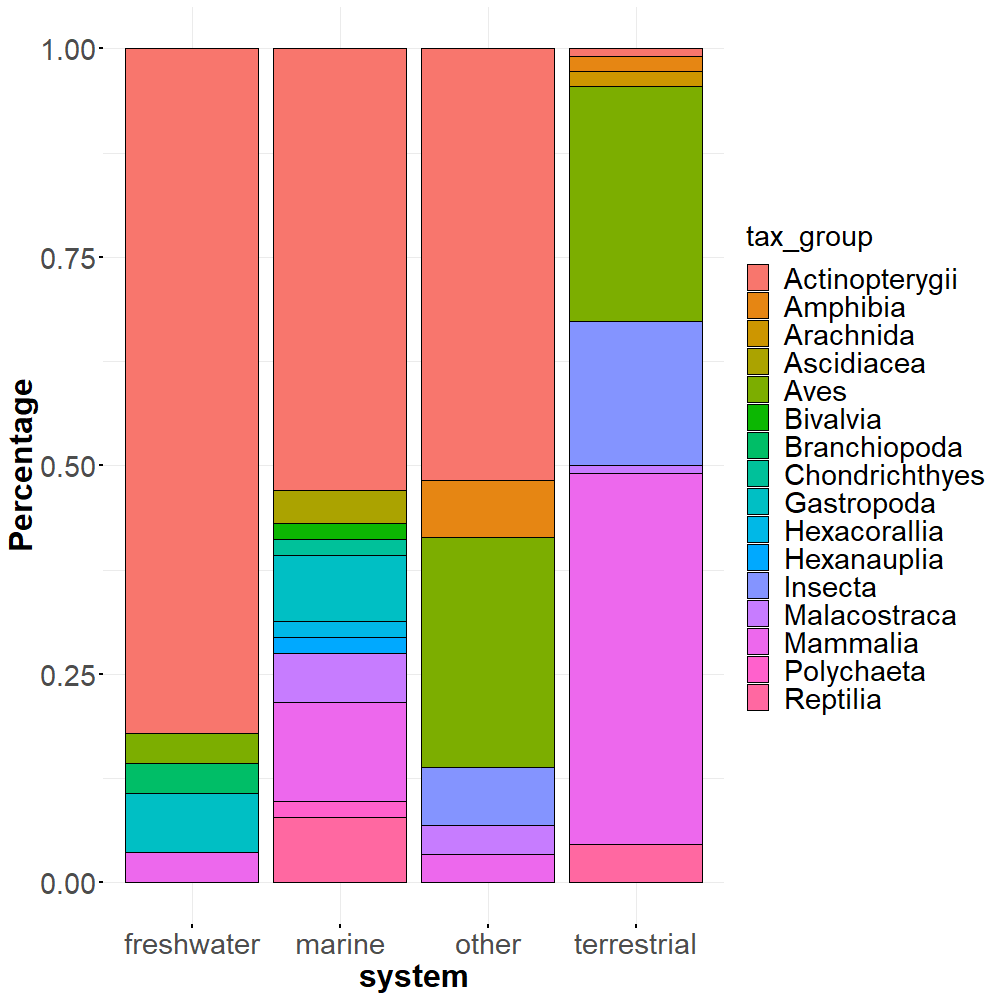 1.00
0.75
0.50
0.25
0.00
Percentage
freshwater marine other terrestrial
system
tax_group
Actinopterygii
Amphibia
Arachnida
Ascidiacea
Aves
Bivalvia
Branchiopoda
Chondrichthyes
Gastropoda
Hexacorallia
Hexanauplia
Insecta
Malacostraca
Mammalia
Polychaeta
Reptilia